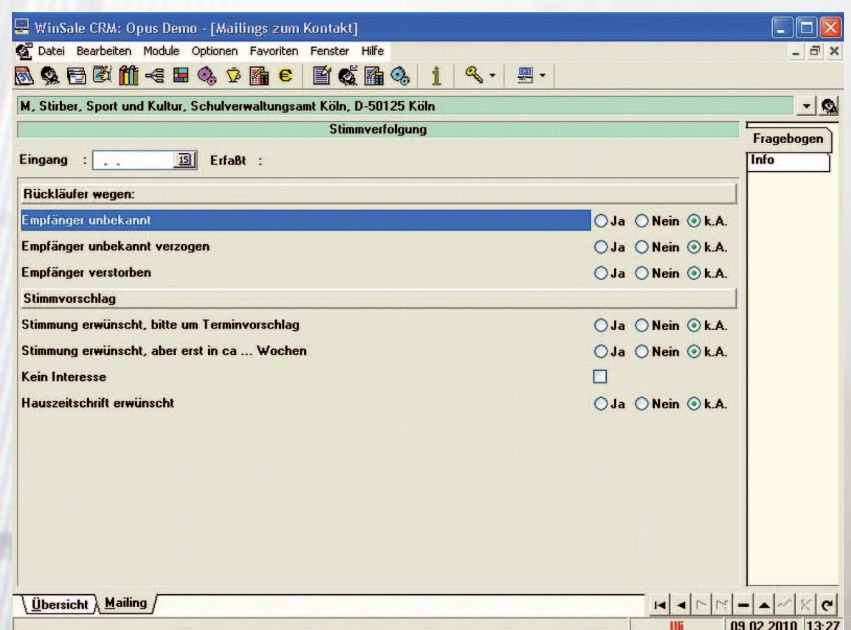 WinSale CRM: Opus Demo - [Mailings zum Kontakt]
Datei Bearbeiten Module Optionen Favoriten Fenster Hilfe
M, Stirber, Sport und Kultur, Schulverwaltungsamt Köln, D-50125 Köln
Stimmverfolgung
Fragebogen
Info
Eingang : . . 15 Erfaßt :
Rückläufer wegen:
Empfänger unbekannt Ja Nein k.A.
Empfänger unbekannt verzogen Ja Nein k.A.
Empfänger verstorben Ja Nein k.A.
Stimmvorschlag
Stimmung erwünscht, bitte um Terminvorschlag Ja Nein k.A.
Stimmung erwünscht, aber erst in ca ... Wochen Ja Nein k.A.
Kein Interesse
Hauszeitschrift erwünscht Ja Nein k.A.
Übersicht Mailing
Uli 09.02.2010 13:27